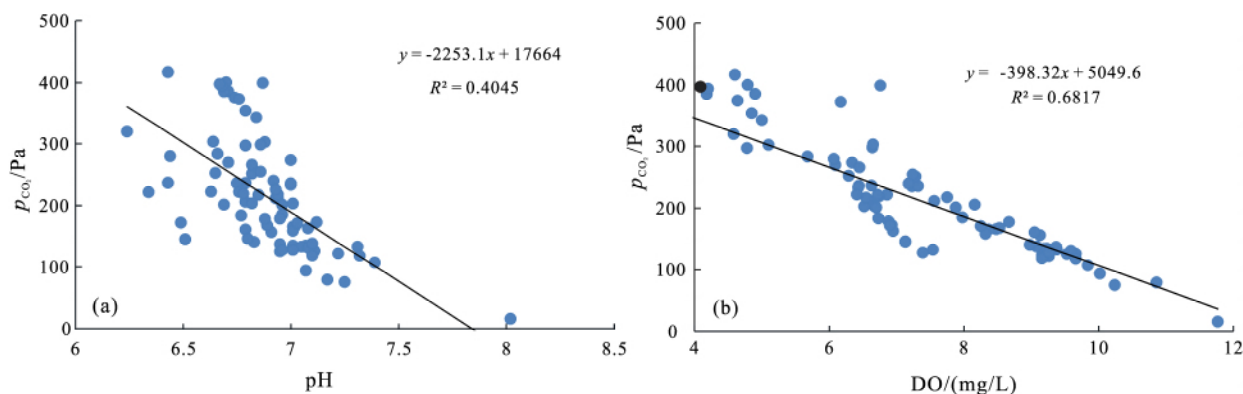 500
400
300
200
100
0
p_CO₂/Pa
y = -2253.1x + 17664
R² = 0.4045
(a)
6
6.5
7
7.5
8
8.5
pH
500
400
300
200
100
0
p_CO₂/Pa
y = -398.32x + 5049.6
R² = 0.6817
(b)
4
6
8
10
12
DO/(mg/L)